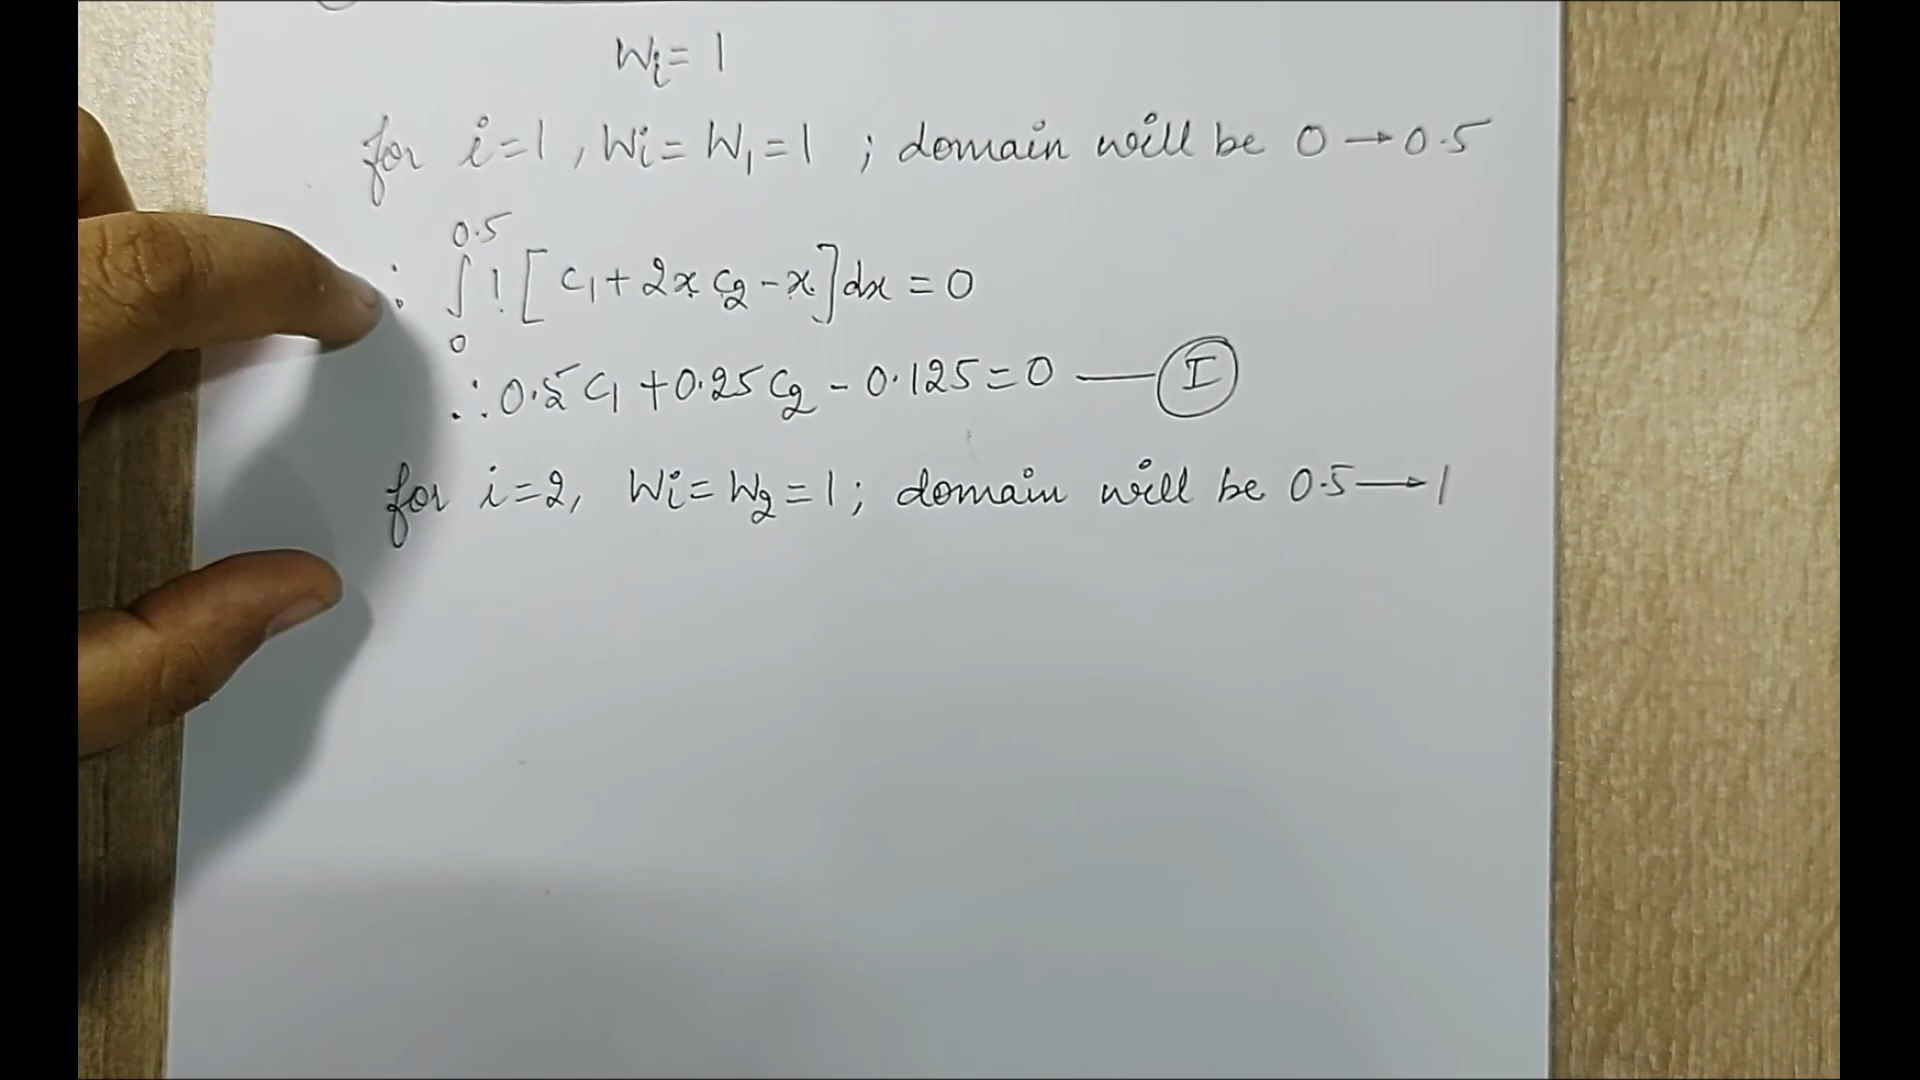 Wi = 1
for i=1, Wi = W₁ = 1 ; domain will be 0 → 0.5
∴ ∫₀^0.5 1 [c₁ + 2x c₂ - x] dx = 0
∴ 0.5 c₁ + 0.25 c₂ - 0.125 = 0 — I
for i=2, Wi = W₂ = 1; domain will be 0.5 → 1